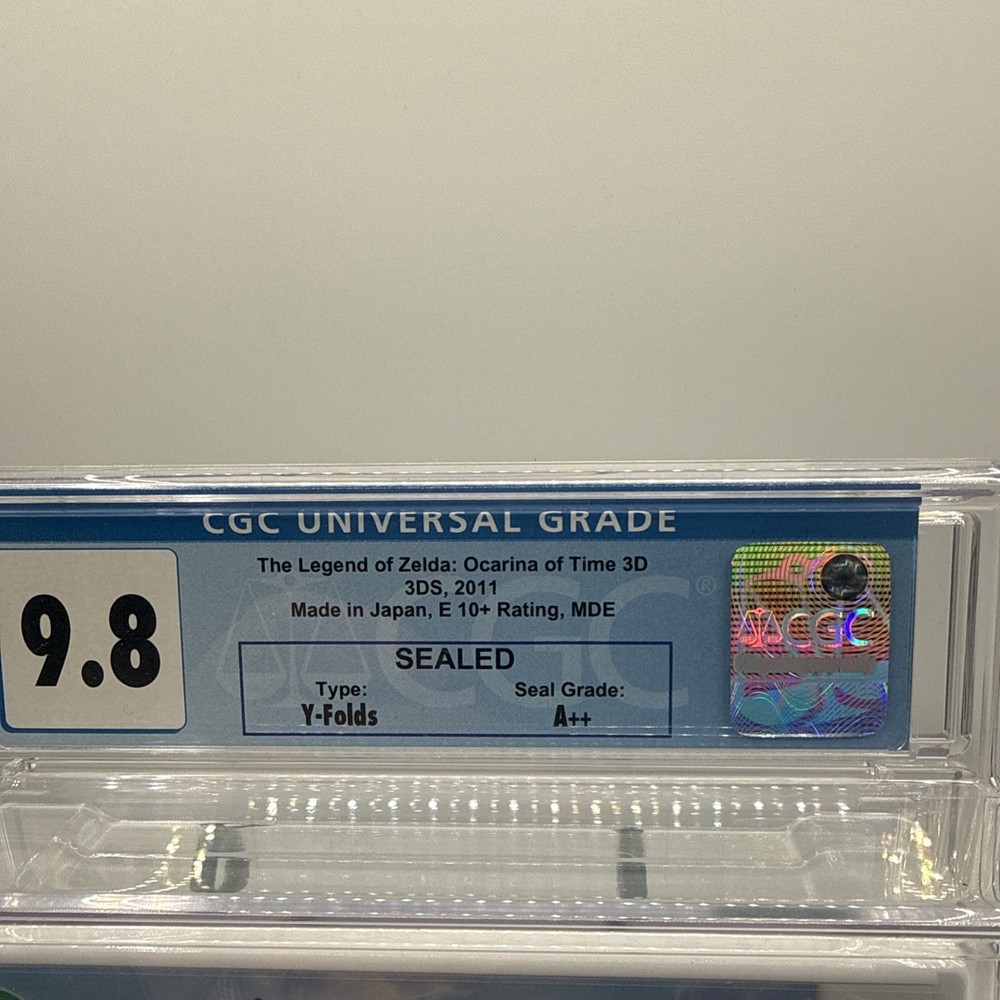 CGC UNIVERSAL GRADE
9.8
The Legend of Zelda: Ocarina of Time 3D
3DS, 2011
Made in Japan, E 10+ Rating, MDE
CGC®
SEALED
Type:
Y-Folds
Seal Grade:
A++
CGC